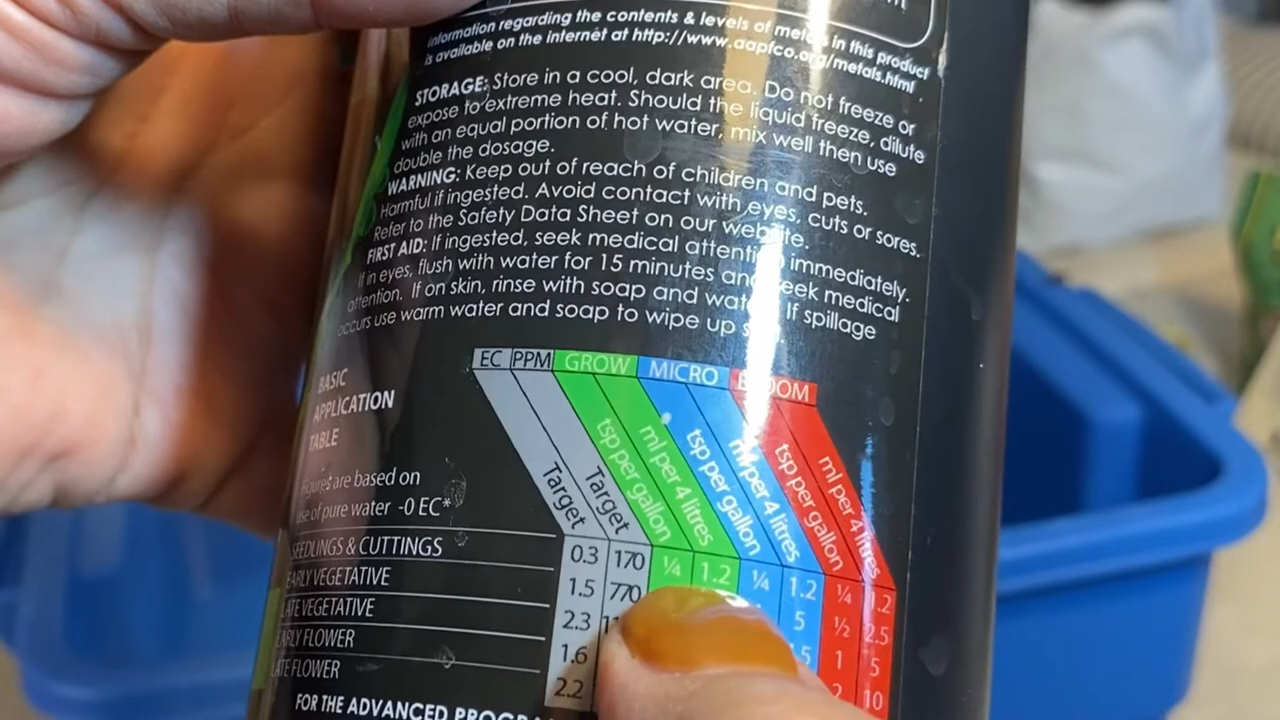 information regarding the contents & levels of metals in this product
is available on the internet at http://www.aapfco.org/metals.html
STORAGE: Store in a cool, dark area. Do not freeze or
expose to extreme heat. Should the liquid freeze, dilute
with an equal portion of hot water, mix well then use
double the dosage.
WARNING: Keep out of reach of children and pets.
Harmful if ingested. Avoid contact with eyes, cuts or sores.
Refer to the Safety Data Sheet on our website.
FIRST AID: If ingested, seek medical attention immediately.
If in eyes, flush with water for 15 minutes and seek medical
attention. If on skin, rinse with soap and water. If spillage
occurs use warm water and soap to wipe up
EC PPM GROW MICRO BLOOM
BASIC
APPLICATION
TABLE
Target Target tsp per gallon ml per 4 litres tsp per gallon ml per 4 litres tsp per gallon ml per 4 litres
Figures are based on
use of pure water -0 EC*
SEEDLINGS & CUTTINGS 0.3 170 ¼ 1.2 ¼ 1.2 ¼ 1.2
EARLY VEGETATIVE 1.5 770 5 ½ 2.5
LATE VEGETATIVE 2.3 1 5
EARLY FLOWER 1.6 2 10
LATE FLOWER 2.2
FOR THE ADVANCED